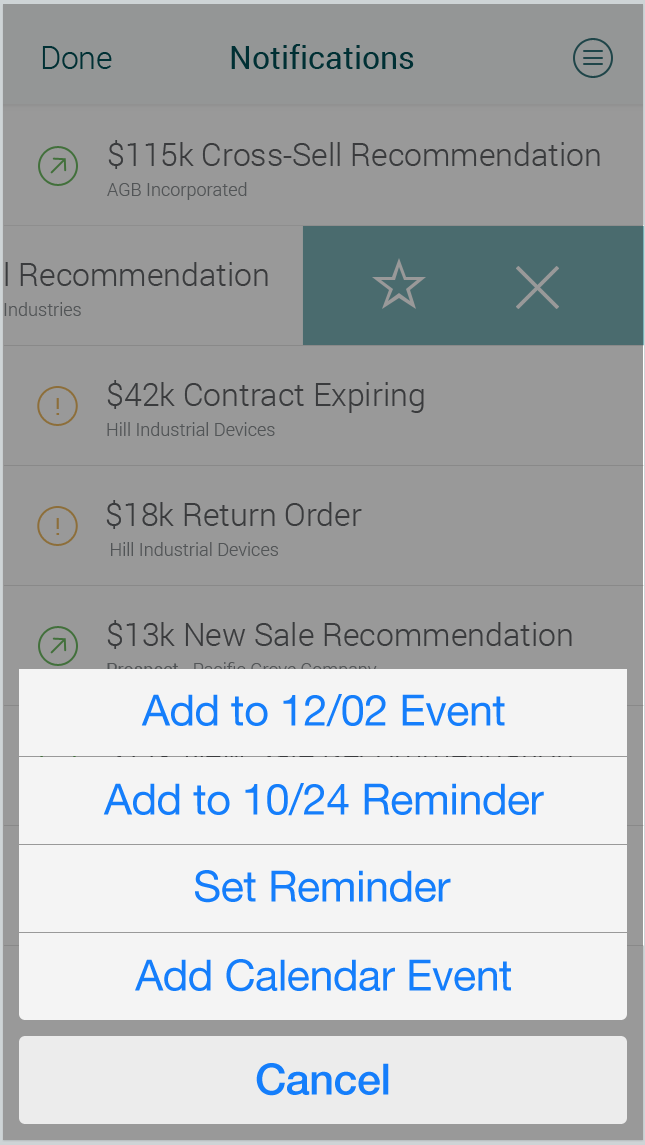 Done
Notifications
$115k Cross-Sell Recommendation
AGB Incorporated
l Recommendation
Industries
$42k Contract Expiring
Hill Industrial Devices
$18k Return Order
Hill Industrial Devices
$13k New Sale Recommendation
Prospect - Pacific Grove Company
Add to 12/02 Event
Add to 10/24 Reminder
Set Reminder
Add Calendar Event
Cancel